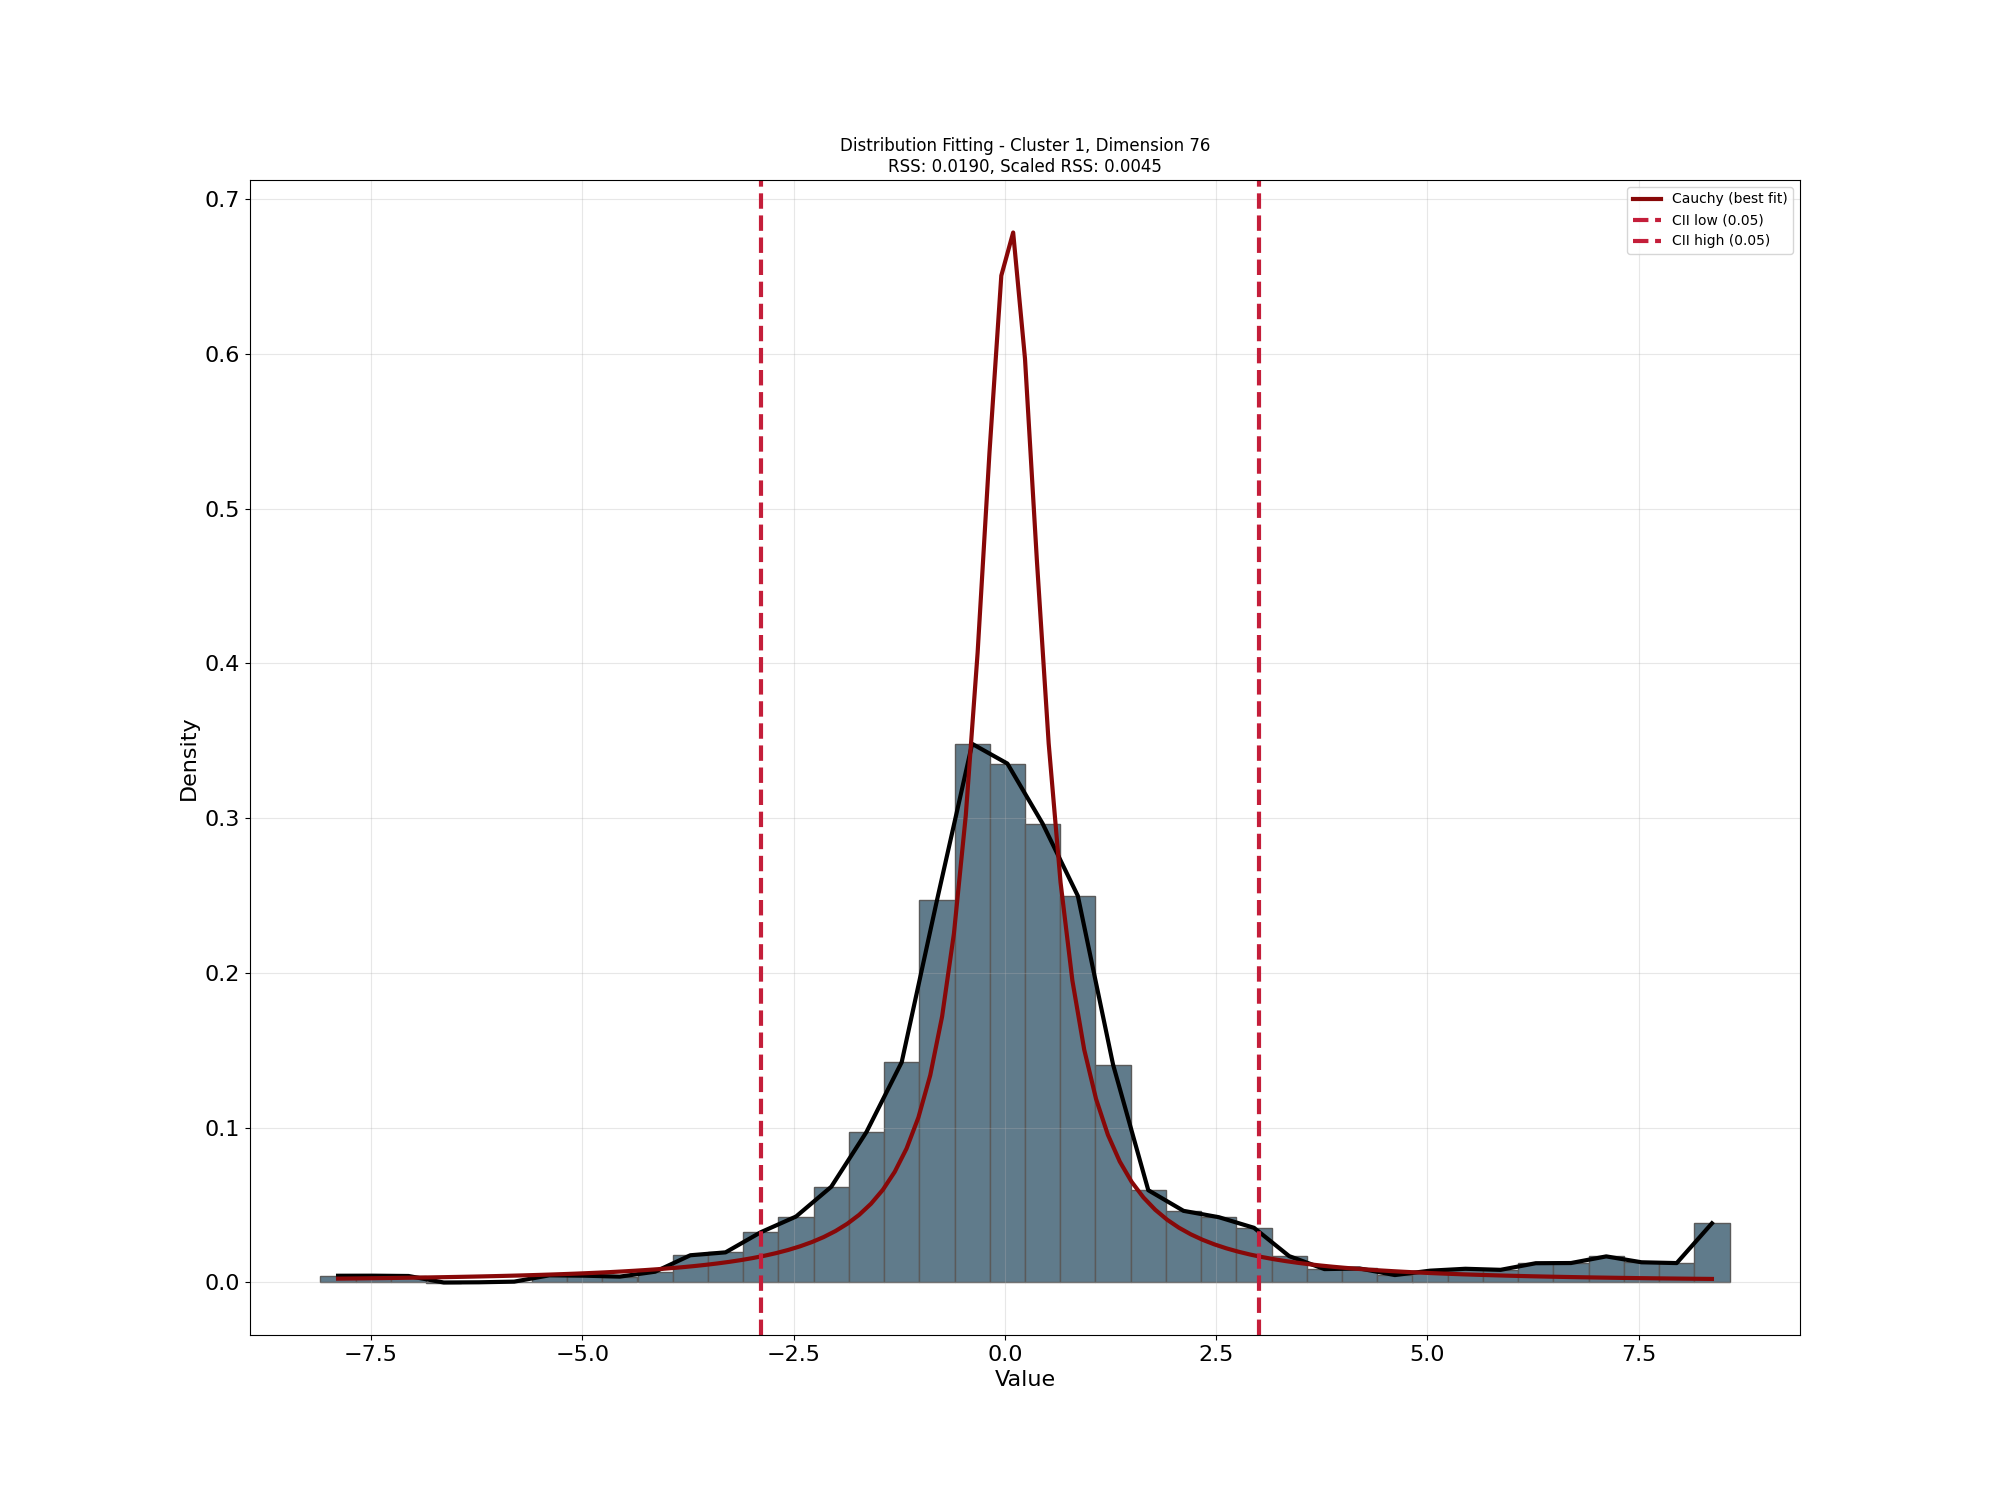 Distribution Fitting - Cluster 1, Dimension 76
RSS: 0.0190, Scaled RSS: 0.0045
Cauchy (best fit)
CII low (0.05)
CII high (0.05)
0.7
0.6
0.5
0.4
0.3
0.2
0.1
0.0
Density
−7.5
−5.0
−2.5
0.0
2.5
5.0
7.5
Value